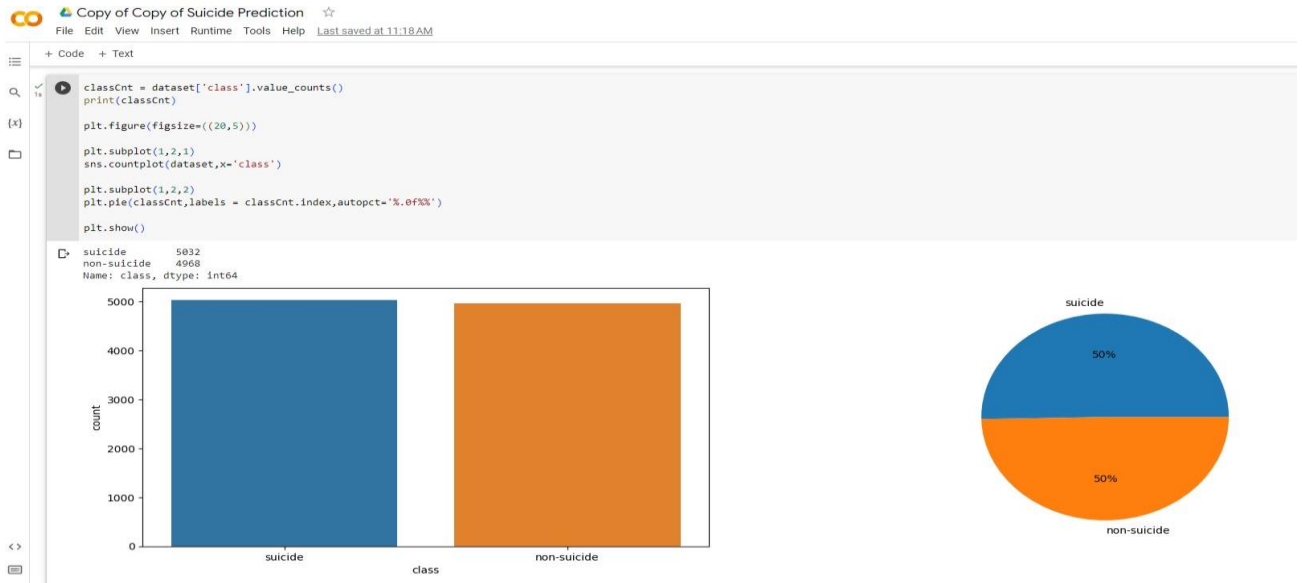 CO
Copy of Copy of Suicide Prediction
File Edit View Insert Runtime Tools Help Last saved at 11:18 AM
+ Code + Text
1s
{x}
classCnt = dataset['class'].value_counts()
print(classCnt)
plt.figure(figsize=((20,5)))
plt.subplot(1,2,1)
sns.countplot(dataset,x='class')
plt.subplot(1,2,2)
plt.pie(classCnt,labels = classCnt.index,autopct='%.0f%%')
plt.show()
suicide 5032
non-suicide 4968
Name: class, dtype: int64
5000
4000
3000
2000
1000
0
count
suicide non-suicide
class
suicide
50%
50%
non-suicide